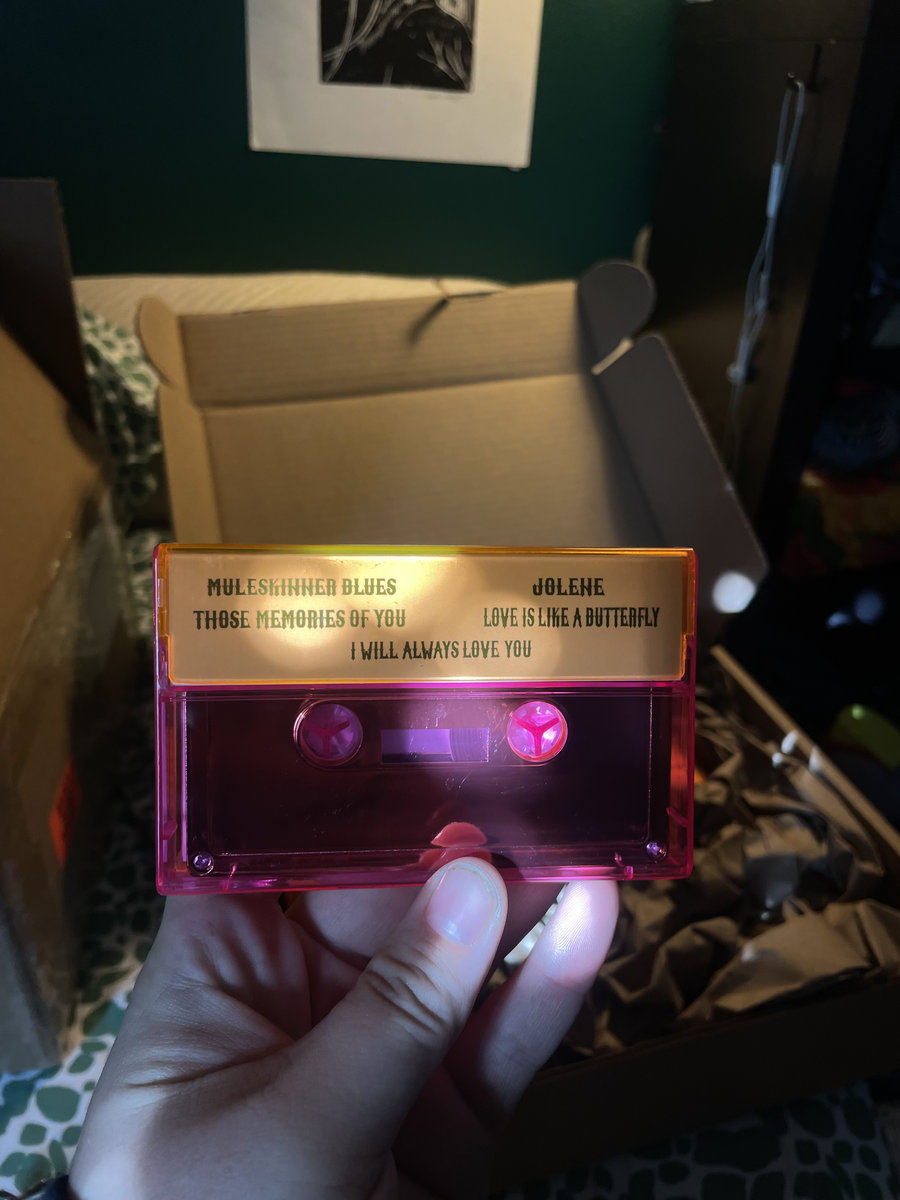 MULESKINNER BLUES
THOSE MEMORIES OF YOU
JOLENE
LOVE IS LIKE A BUTTERFLY
I WILL ALWAYS LOVE YOU